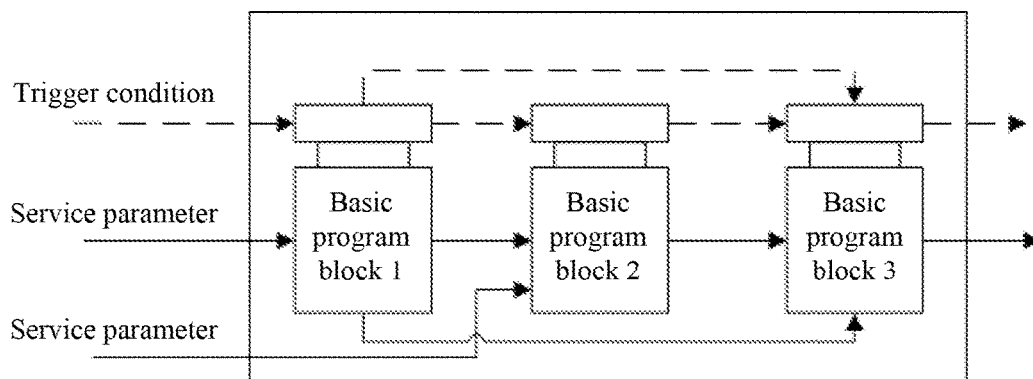 Trigger condition
Service parameter
Basic
program
block 1
Basic
program
block 2
Basic
program
block 3
Service parameter